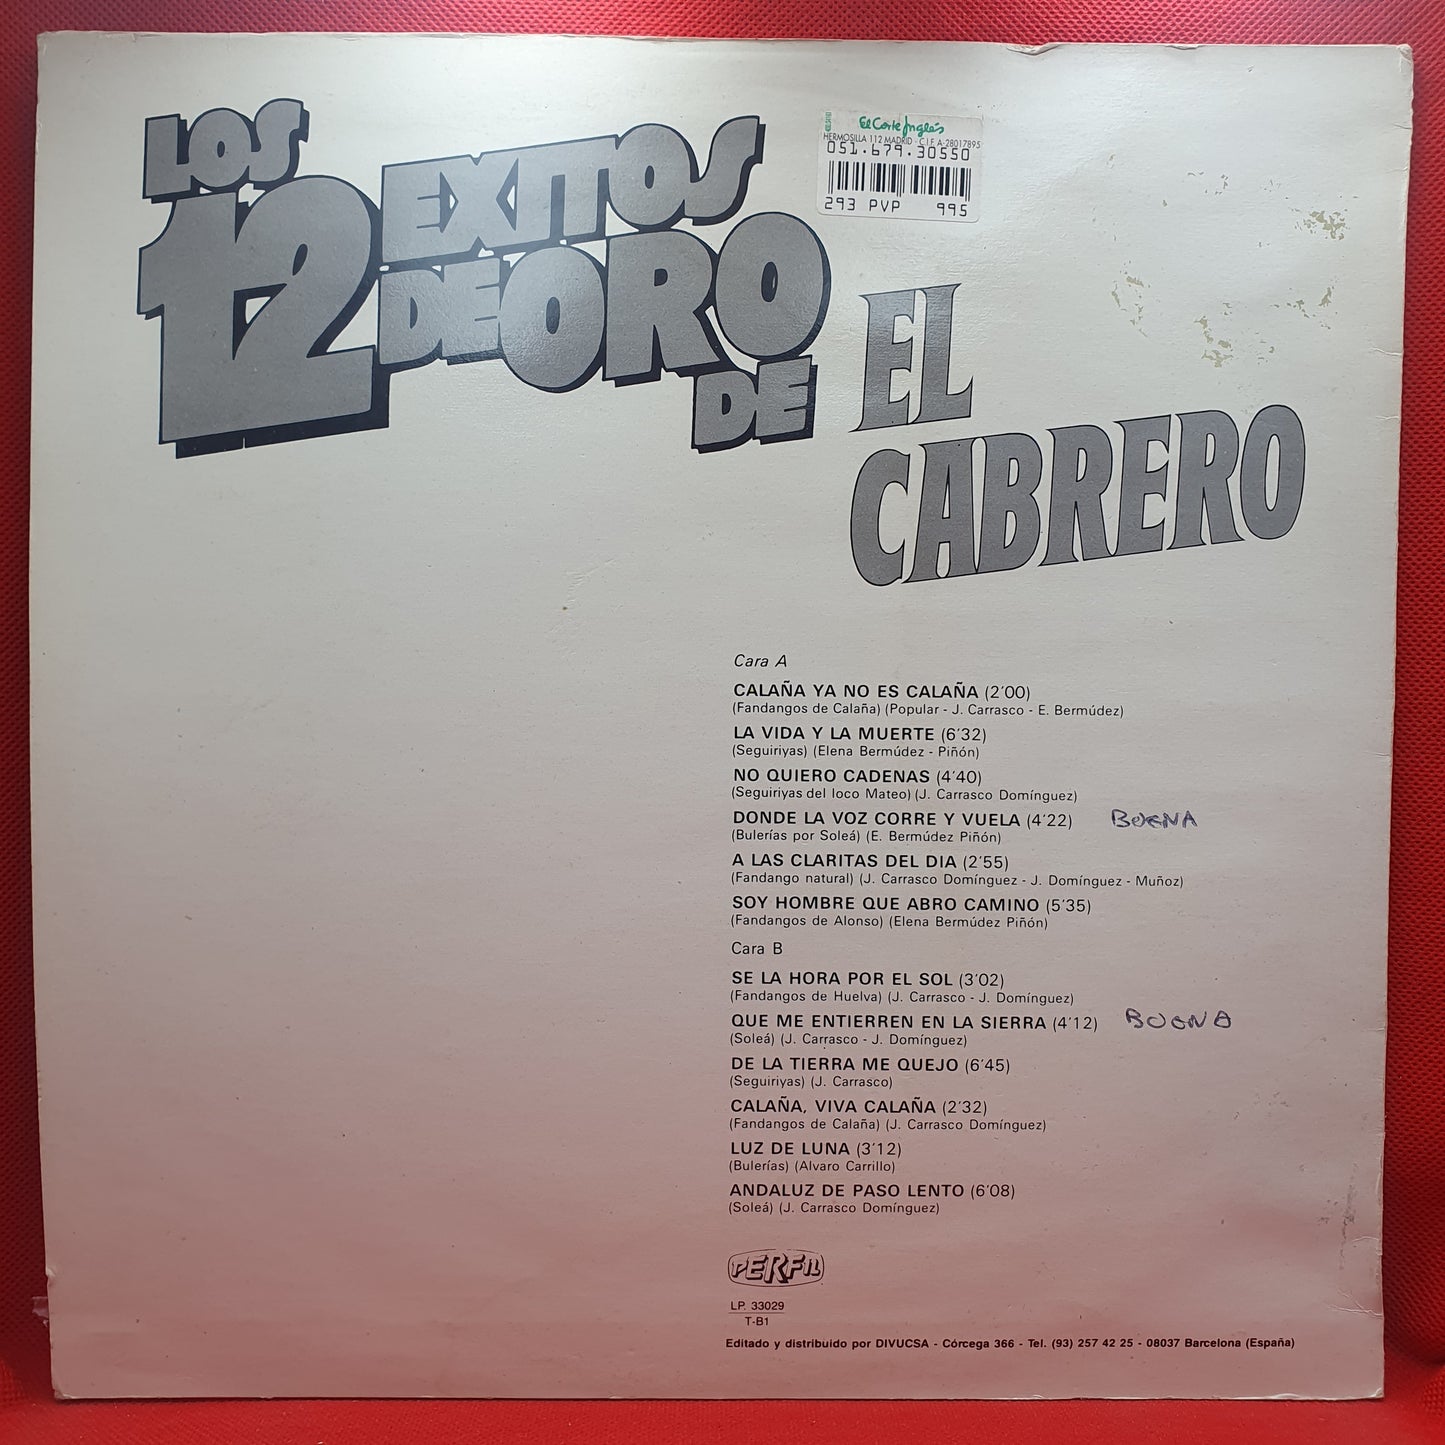 LOS
12 EXITOS
DE ORO
DE
EL
CABRERO
El Corte Inglés
HERMOSILLA 112 MADRID - C.I.F. A-28017895
051.679.30550
293 PVP 995
Cara A
CALAÑA YA NO ES CALAÑA (2'00)
(Fandangos de Calaña) (Popular - J. Carrasco - E. Bermúdez)
LA VIDA Y LA MUERTE (6'32)
(Seguiriyas) (Elena Bermúdez - Piñón)
NO QUIERO CADENAS (4'40)
(Seguiriyas del loco Mateo) (J. Carrasco Domínguez)
DONDE LA VOZ CORRE Y VUELA (4'22) BUENA
(Bulerías por Soleá) (E. Bermúdez Piñón)
A LAS CLARITAS DEL DIA (2'55)
(Fandango natural) (J. Carrasco Domínguez - J. Domínguez - Muñoz)
SOY HOMBRE QUE ABRO CAMINO (5'35)
(Fandangos de Alonso) (Elena Bermúdez Piñón)
Cara B
SE LA HORA POR EL SOL (3'02)
(Fandangos de Huelva) (J. Carrasco - J. Domínguez)
QUE ME ENTIERREN EN LA SIERRA (4'12) BUENA
(Soleá) (J. Carrasco - J. Domínguez)
DE LA TIERRA ME QUEJO (6'45)
(Seguiriyas) (J. Carrasco)
CALAÑA, VIVA CALAÑA (2'32)
(Fandangos de Calaña) (J. Carrasco Domínguez)
LUZ DE LUNA (3'12)
(Bulerías) (Alvaro Carrillo)
ANDALUZ DE PASO LENTO (6'08)
(Soleá) (J. Carrasco Domínguez)
PERFIL
LP. 33029
T-B1
Editado y distribuido por DIVUCSA - Córcega 366 - Tel. (93) 257 42 25 - 08037 Barcelona (España)